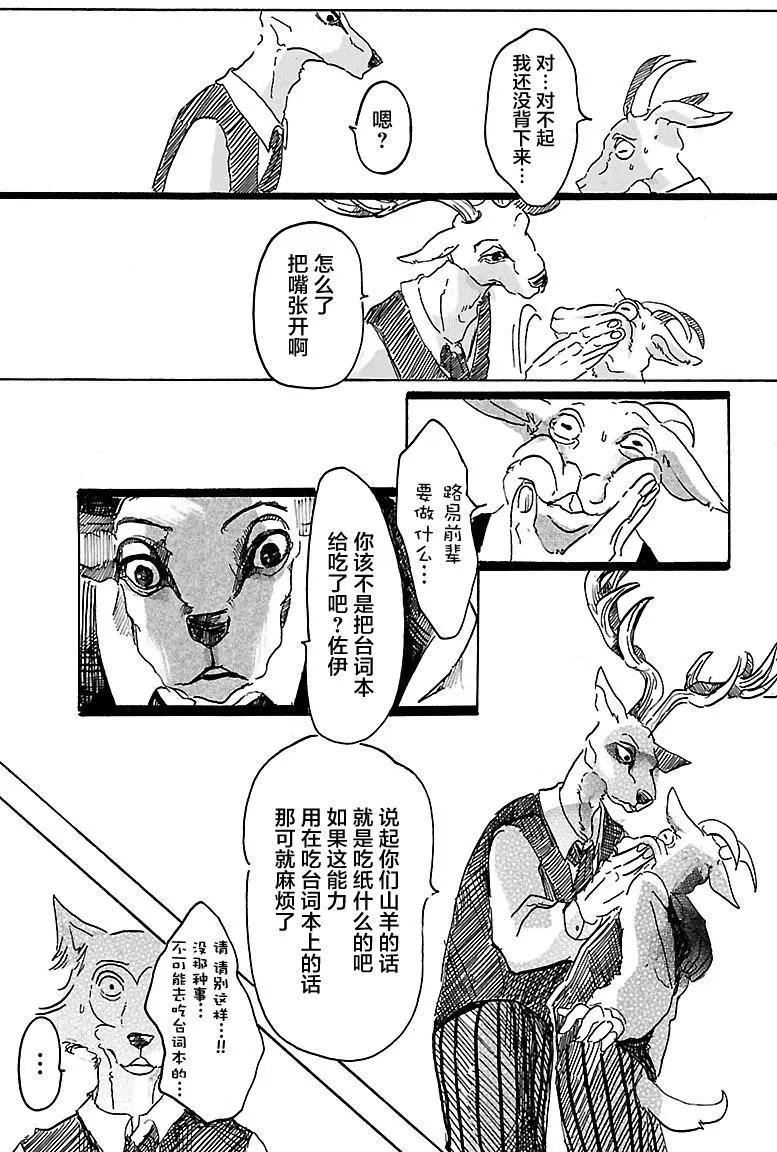 对…对不起
我还没背下来…
嗯？
怎么了
把嘴张开啊
路易前辈
要做什么…
你该不是把台词本
给吃了吧？佐伊
说起你们山羊的话
就是吃纸什么的吧
如果这能力
用在吃台词本上的话
那可就麻烦了
请 请别这样…!!
没那种事…
不可能去吃台词本的…
…